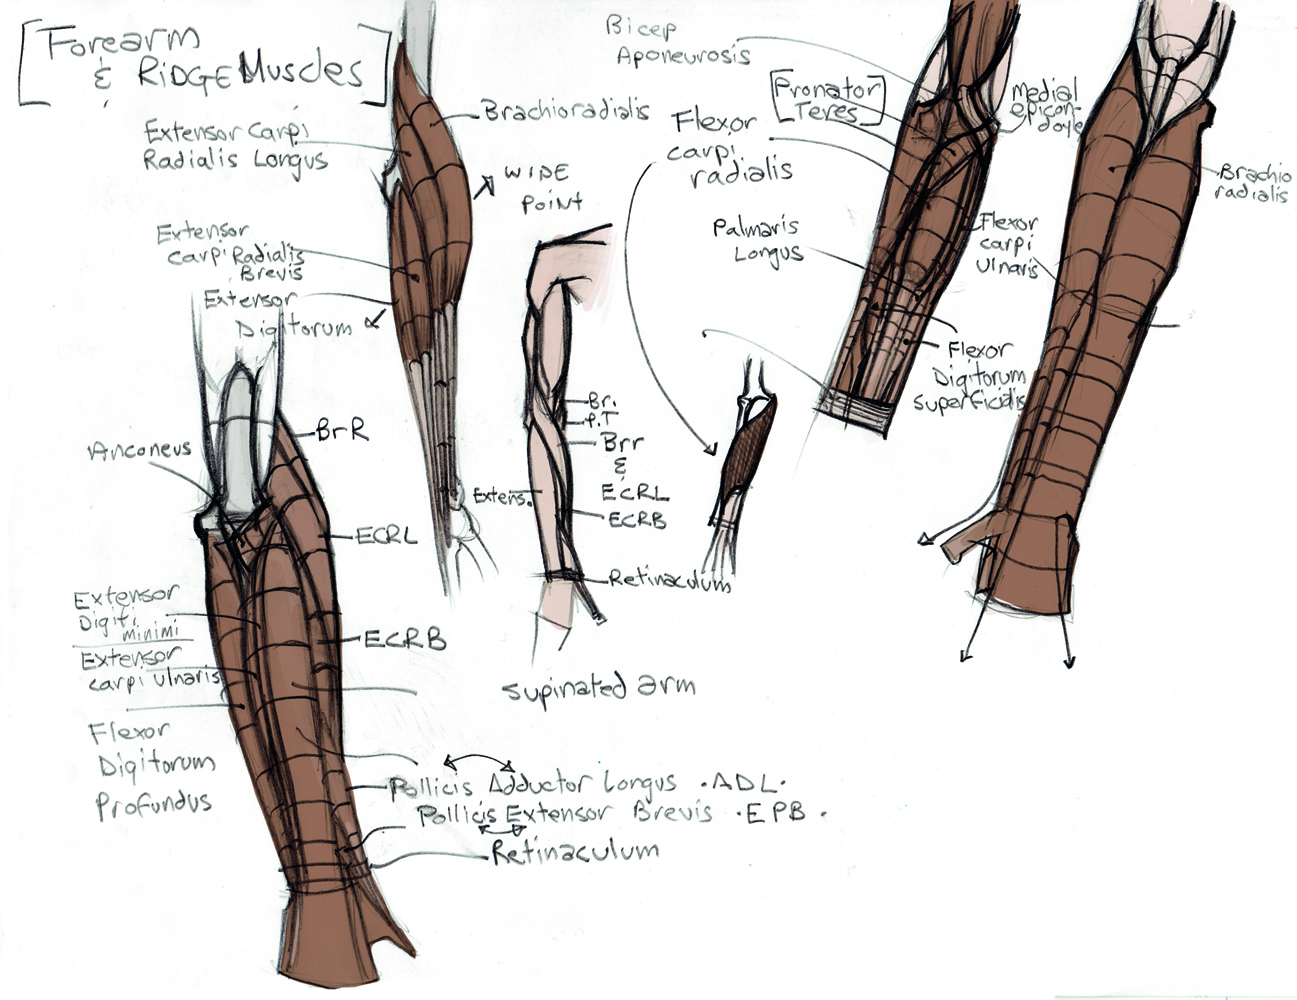 Forearm
& RIDGE Muscles
Extensor Carpi
Radialis Longus
Brachioradialis
WIDE
Point
Extensor
carpi Radialis
Brevis
Extensor
Digitorum
Bicep
Aponeurosis
Pronator
Teres
Flexor
carpi
radialis
Medial
epicon-
doyle
Brachio
radialis
Palmaris
Longus
Flexor
carpi
Ulnaris
Flexor
Digitorum
superficidis
Br.
P.T
Brr
&
ECRL
ECRB
Extens.
Retinaculum
supinated arm
BrR
Anconeus
ECRL
Extensor
Digiti
minimi
ECRB
Extensor
carpi ulnaris
Flexor
Digitorum
Profundus
Pollicis Adductor Longus ·ADL·
Pollicis Extensor Brevis ·EPB·
Retinaculum